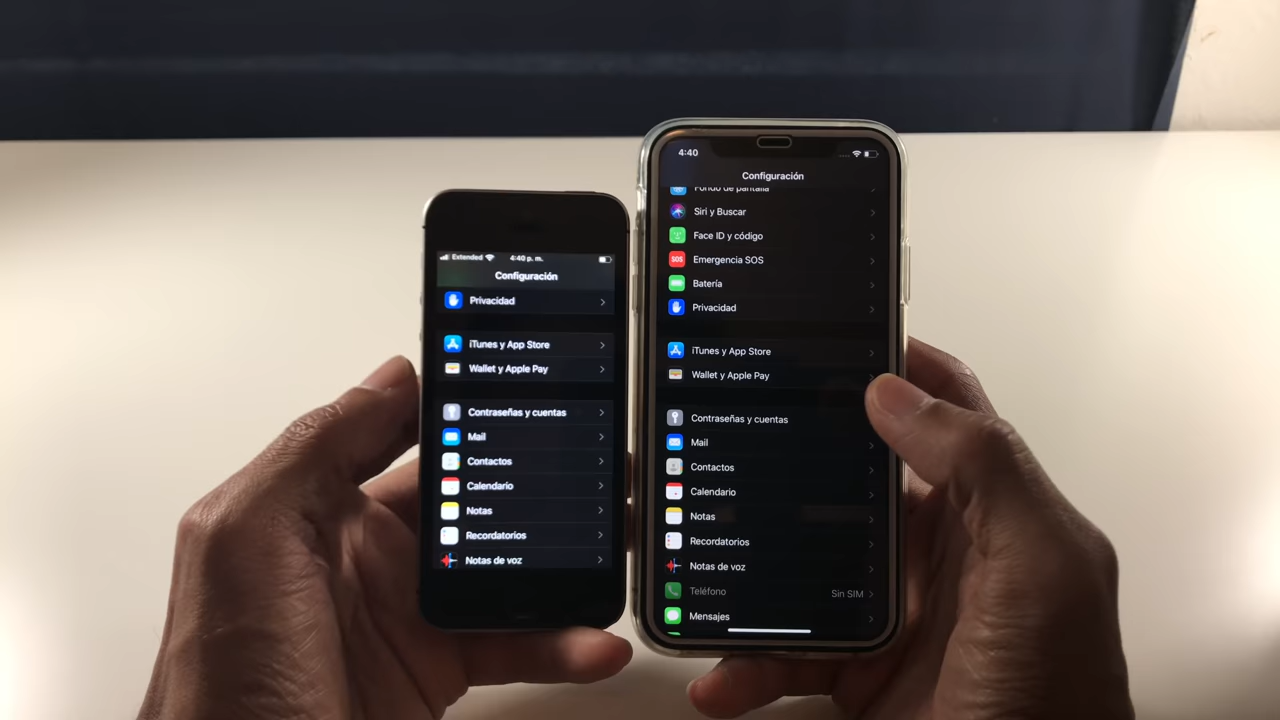 Extended
4:40 p. m.
Configuración
Privacidad
iTunes y App Store
Wallet y Apple Pay
Contraseñas y cuentas
Mail
Contactos
Calendario
Notas
Recordatorios
Notas de voz
4:40
Configuración
Fondo de pantalla
Siri y Buscar
Face ID y código
SOS
Emergencia SOS
Batería
Privacidad
iTunes y App Store
Wallet y Apple Pay
Contraseñas y cuentas
Mail
Contactos
Calendario
Notas
Recordatorios
Notas de voz
Teléfono Sin SIM
Mensajes